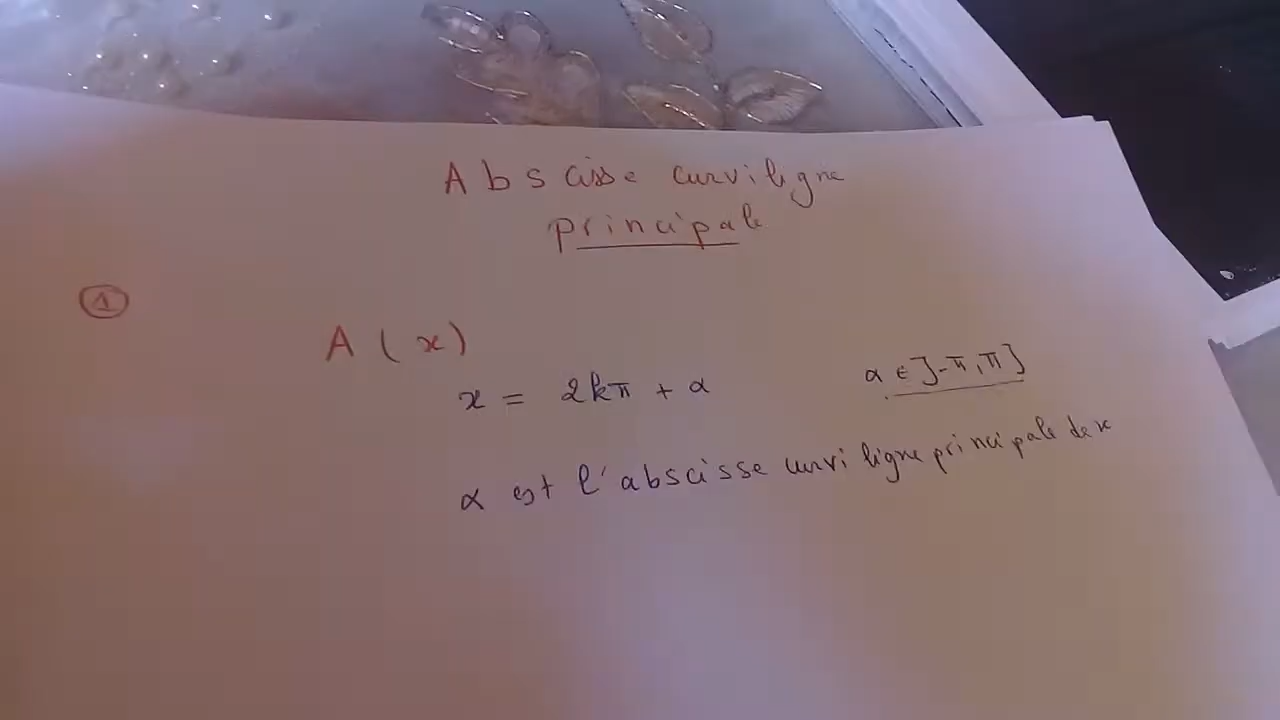 Abscisse curviligne
principale
①
A(x)
x = 2kπ + α α ∈ ]-π,π]
α est l'abscisse curviligne principale de x